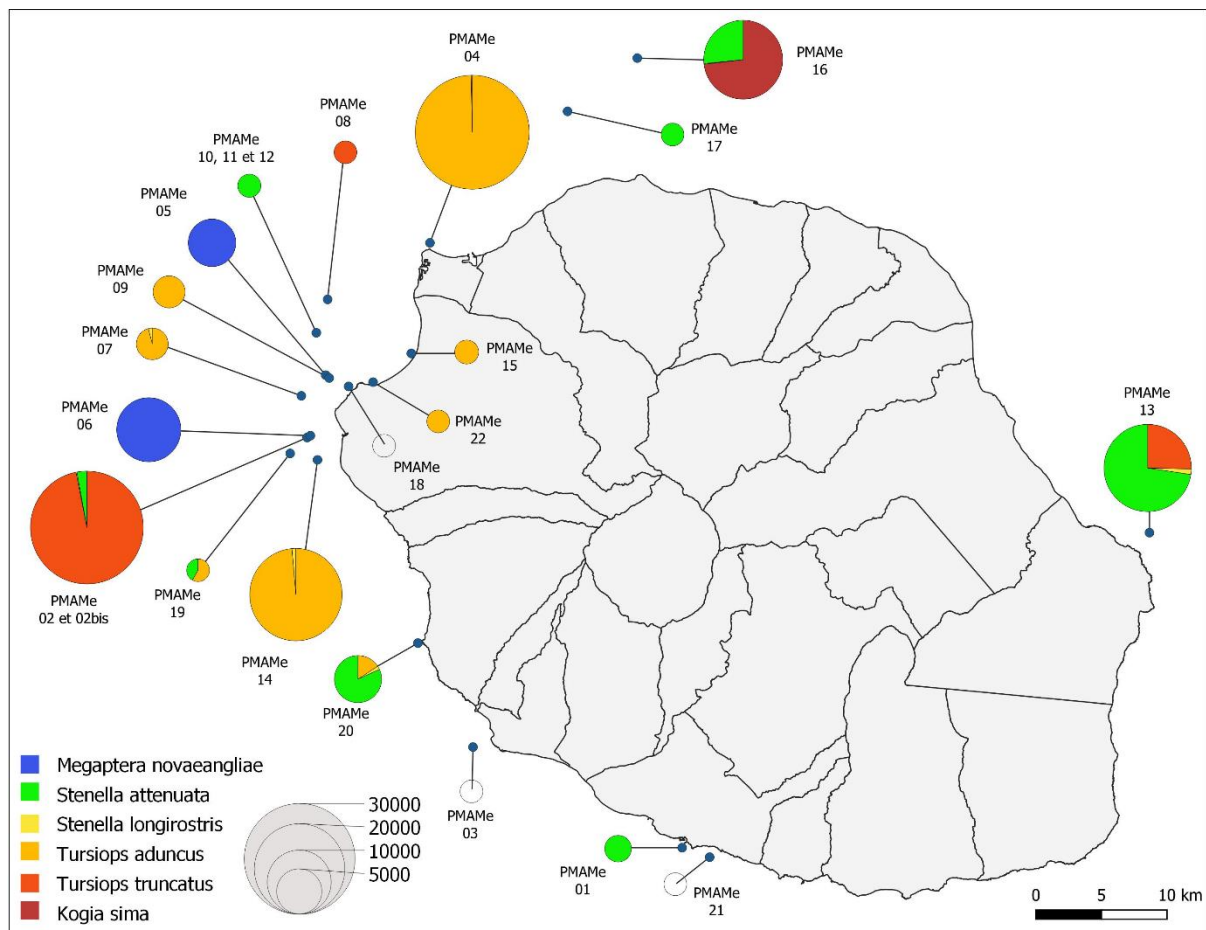 PMAMe
04
PMAMe
16
PMAMe
08
PMAMe
17
PMAMe
10, 11 et 12
PMAMe
05
PMAMe
09
PMAMe
07
PMAMe
15
PMAMe
22
PMAMe
18
PMAMe
13
PMAMe
06
PMAMe
02 et 02bis
PMAMe
19
PMAMe
14
PMAMe
20
PMAMe
03
PMAMe
01
PMAMe
21
Megaptera novaeangliae
Stenella attenuata
Stenella longirostris
Tursiops aduncus
Tursiops truncatus
Kogia sima
30000
20000
10000
5000
0 5 10 km